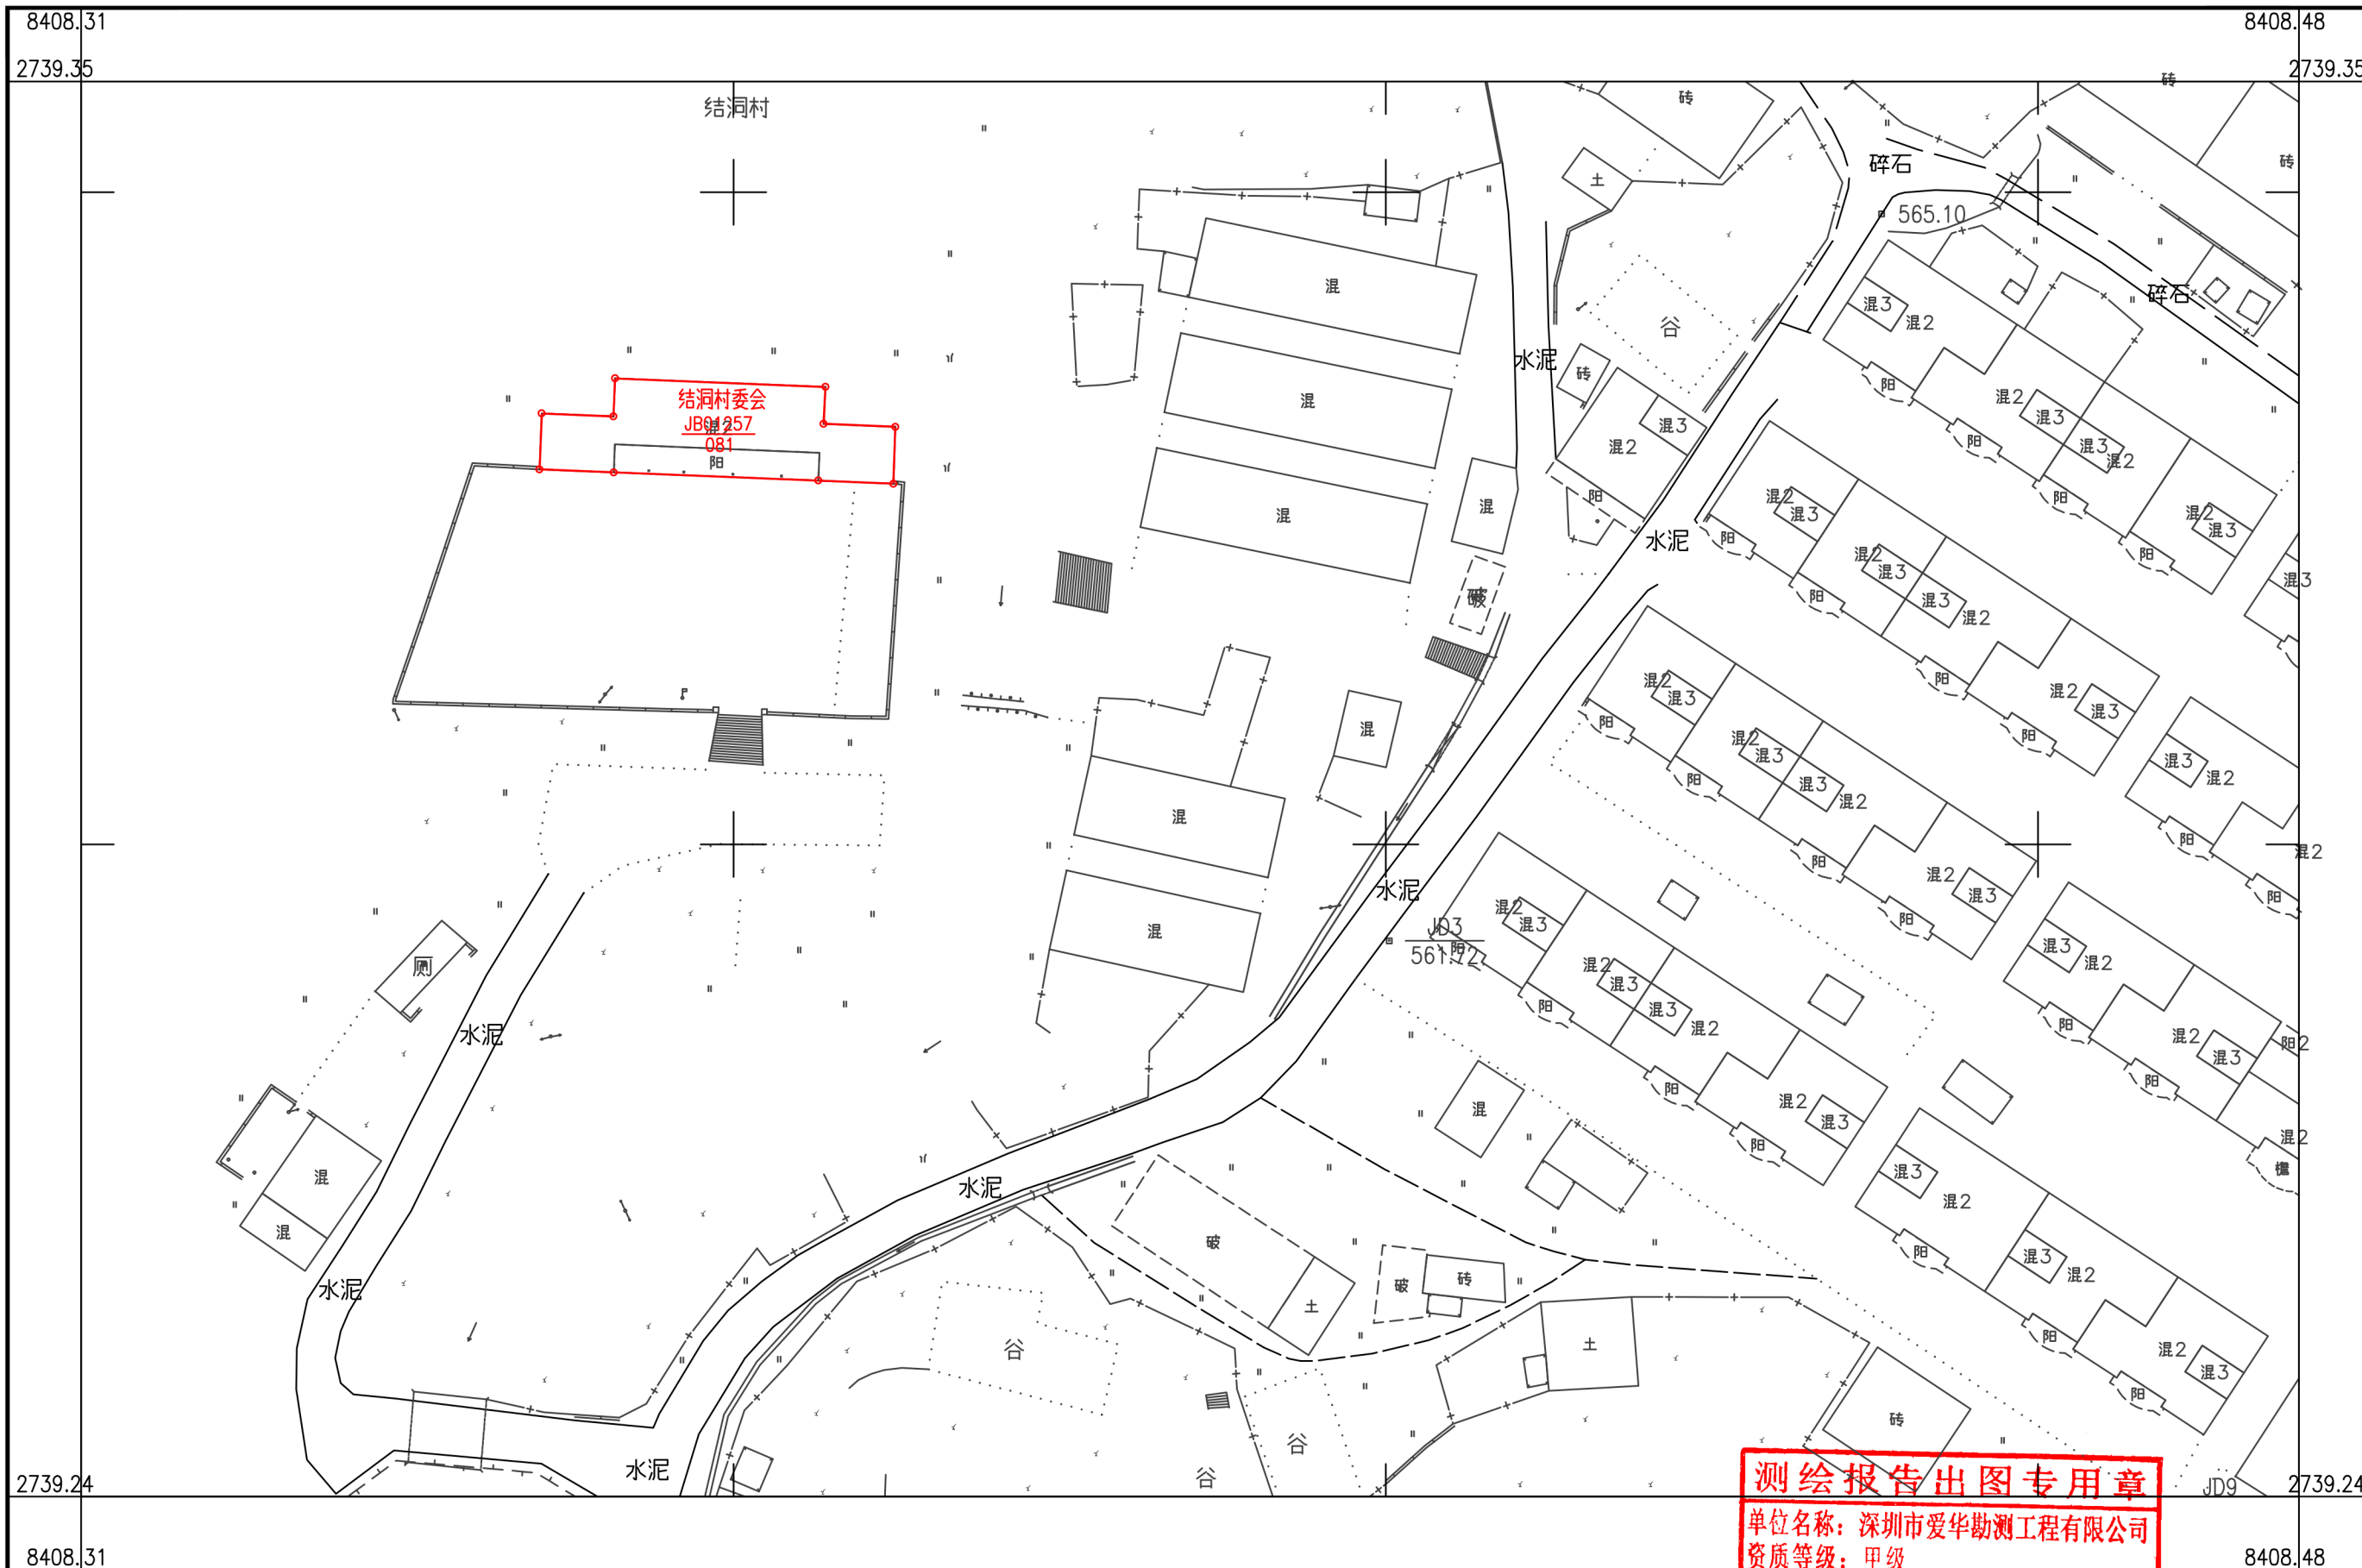 8408.31
8408.48
2739.35
2739.35
结洞村
砖
砖
砖
碎石
土
565.10
碎石
混
谷
混3
混2
水泥
砖
阳
混2
混3
混3
混2
阳
结洞村委会
JB01257
混2
081
阳
混
混3
混2
阳
混2
混3
阳
混
混
阳
水泥
混2
混3
阳
阳
混2
混3
混3
混2
阳
混3
破
阳
混2
混3
阳
混2
混3
阳
混
混2
混3
混3
混2
阳
混3
混2
阳
混
阳
混2
混3
阳
混2
阳
水泥
混
JD3
561.72
混2
混3
阳
混2
混3
混3
混2
阳
混3
混2
阳
混2
混3
阳2
阳
厕
水泥
混
阳
混2
混3
阳
混2
混
混
水泥
破
土
破
砖
土
混3
混2
阳
混3
混2
阳
混2
混3
阳
水泥
谷
谷
谷
砖
水泥
2739.24
JD9
2739.24
测绘报告出图专用章
单位名称：深圳市爱华勘测工程有限公司
资质等级：甲级
8408.31
8408.48